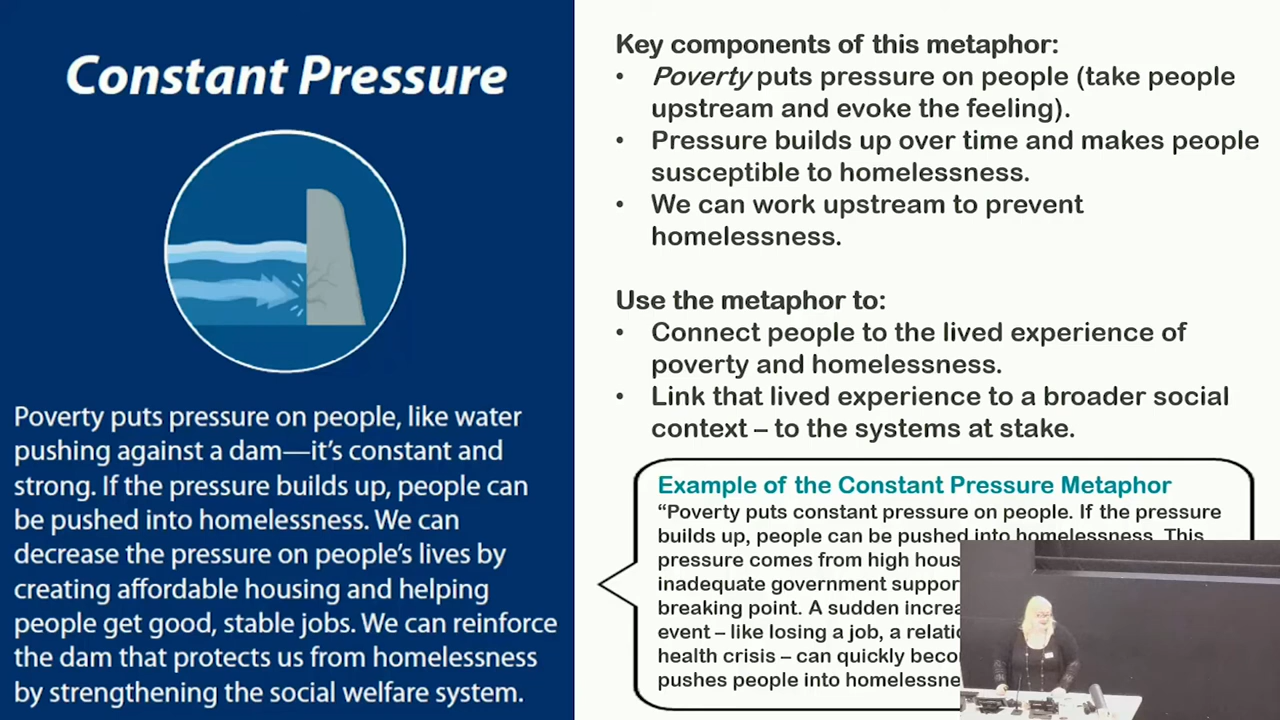 Constant Pressure
Poverty puts pressure on people, like water
pushing against a dam—it's constant and
strong. If the pressure builds up, people can
be pushed into homelessness. We can
decrease the pressure on people's lives by
creating affordable housing and helping
people get good, stable jobs. We can reinforce
the dam that protects us from homelessness
by strengthening the social welfare system.
Key components of this metaphor:
• Poverty puts pressure on people (take people
upstream and evoke the feeling).
• Pressure builds up over time and makes people
susceptible to homelessness.
• We can work upstream to prevent
homelessness.
Use the metaphor to:
• Connect people to the lived experience of
poverty and homelessness.
• Link that lived experience to a broader social
context – to the systems at stake.
Example of the Constant Pressure Metaphor
“Poverty puts constant pressure on people. If the pressure
builds up, people can be pushed into homelessness. This
pressure comes from high
inadequate government
breaking point. A sudden
event – like losing a job, a
health crisis – can quickly
pushes people into